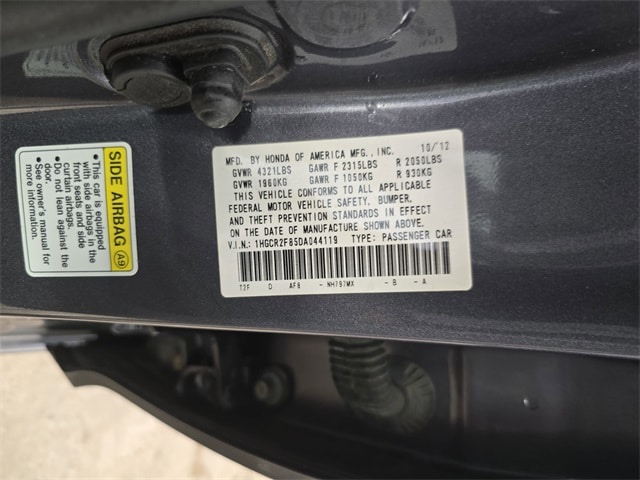 MFD. BY HONDA OF AMERICA MFG., INC. 10/'12
GVWR 4321LBS GAWR F 2315LBS R 2050LBS
GVWR 1960KG GAWR F 1050KG R 930KG
THIS VEHICLE CONFORMS TO ALL APPLICABLE
FEDERAL MOTOR VEHICLE SAFETY, BUMPER,
AND THEFT PREVENTION STANDARDS IN EFFECT
ON THE DATE OF MANUFACTURE SHOWN ABOVE.
V.I.N: 1HGCR2F85DA044119 TYPE: PASSENGER CAR
T2F D AF8 - NH797MX - B - A
SIDE AIRBAG A9
• This car is equipped
with side airbags in the
front seats and side
curtain airbags.
• Do not lean against the
door.
• See owner's manual for
more information.